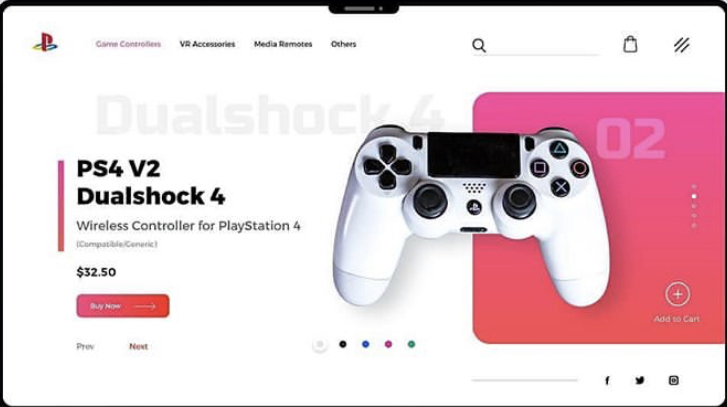 Game Controllers
VR Accessories
Media Remotes
Others
Dualshock 4
02
PS4 V2
Dualshock 4
Wireless Controller for PlayStation 4
(Compatible/Generic)
$32.50
Buy Now
Add to Cart
Prev
Next